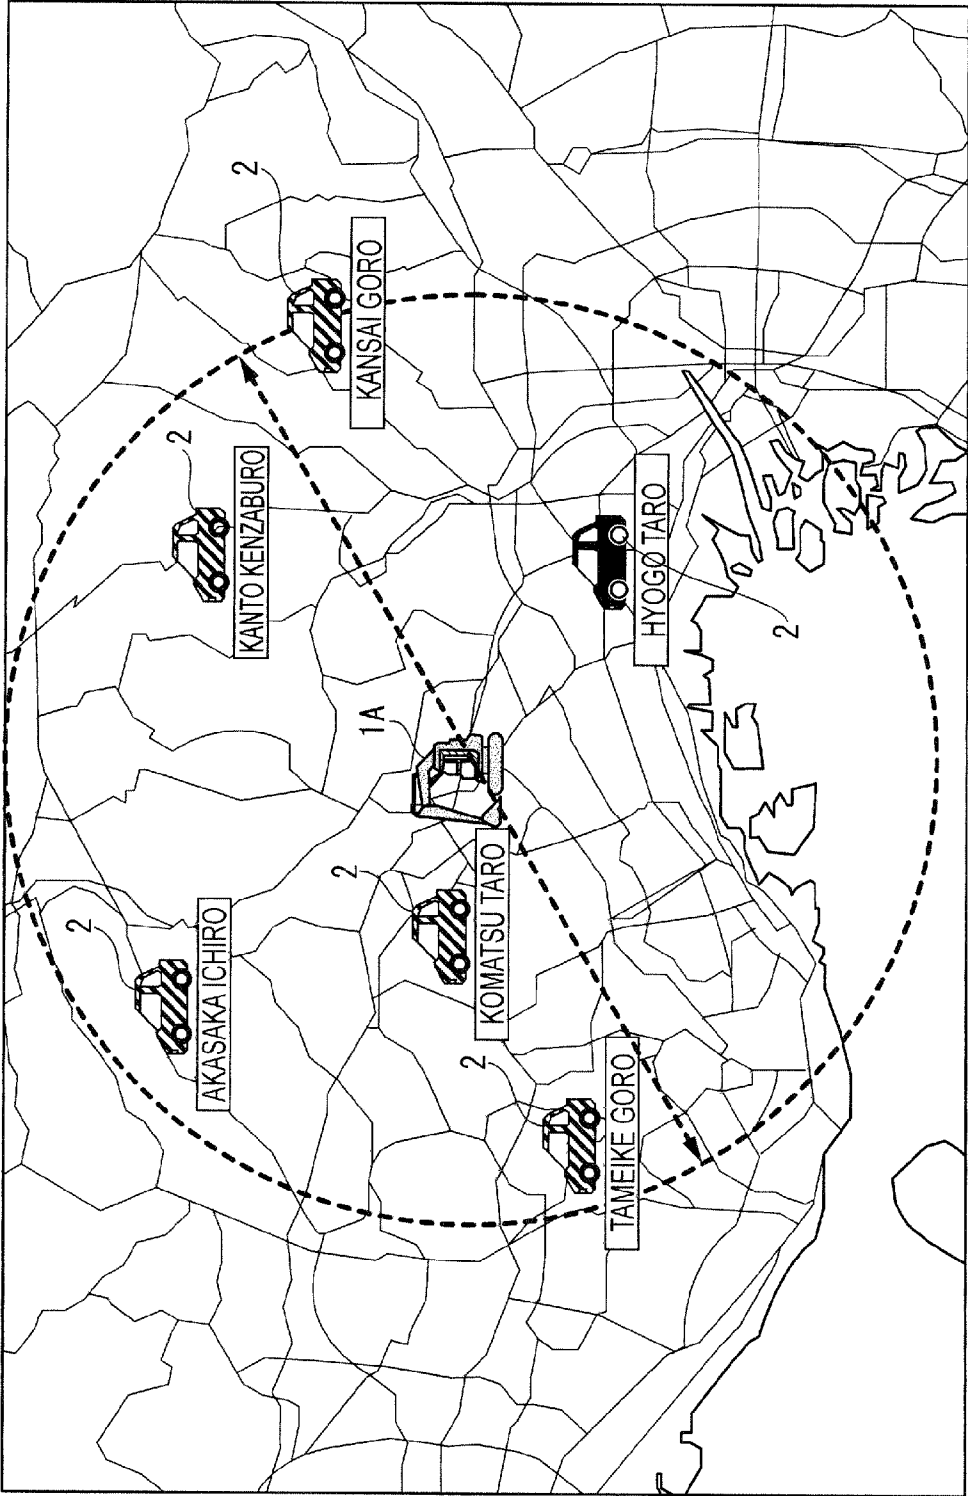 2
AKASAKA ICHIRO
2
KANTO KENZABURO
2
KANSAI GORO
1A
2
KOMATSU TARO
2
TAMEIKE GORO
HYOGO TARO
2